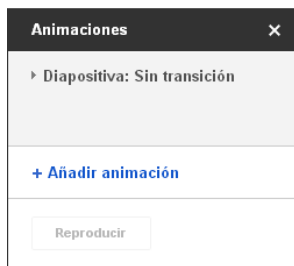 Animaciones
Diapositiva: Sin transición
+ Añadir animación
Reproducir